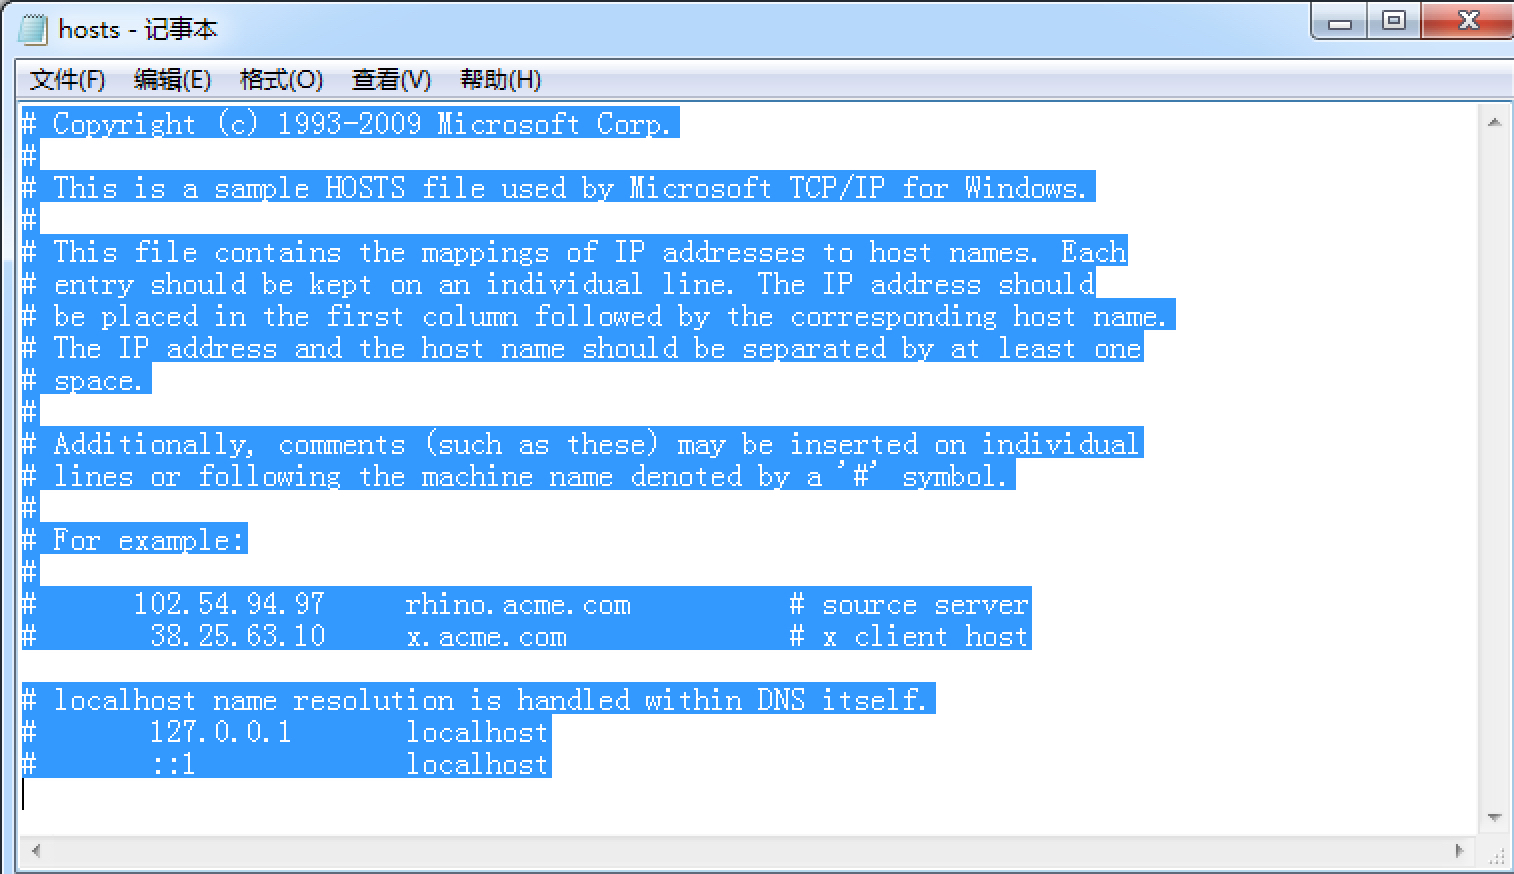 hosts - 记事本
文件(F) 编辑(E) 格式(O) 查看(V) 帮助(H)
# Copyright (c) 1993-2009 Microsoft Corp.
#
# This is a sample HOSTS file used by Microsoft TCP/IP for Windows.
#
# This file contains the mappings of IP addresses to host names. Each
# entry should be kept on an individual line. The IP address should
# be placed in the first column followed by the corresponding host name.
# The IP address and the host name should be separated by at least one
# space.
#
# Additionally, comments (such as these) may be inserted on individual
# lines or following the machine name denoted by a '#' symbol.
#
# For example:
#
#      102.54.94.97     rhino.acme.com          # source server
#       38.25.63.10     x.acme.com              # x client host
# localhost name resolution is handled within DNS itself.
#       127.0.0.1       localhost
#       ::1             localhost